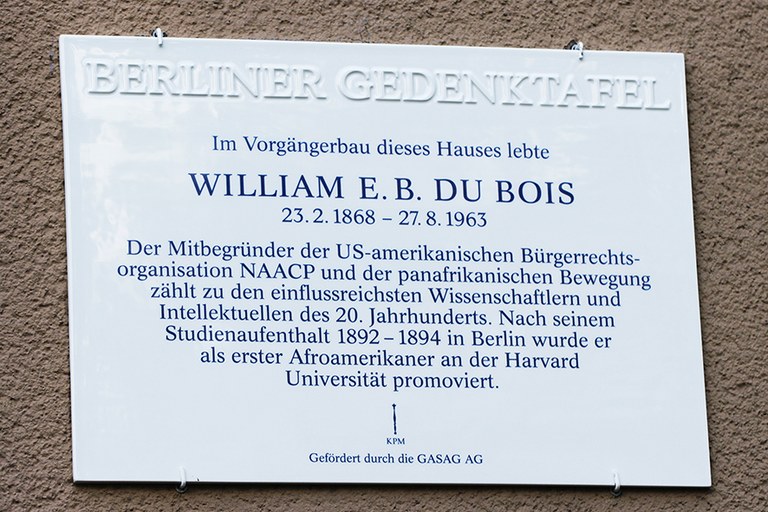 BERLINER GEDENKTAFEL
Im Vorgängerbau dieses Hauses lebte
WILLIAM E. B. DU BOIS
23. 2. 1868 – 27. 8. 1963
Der Mitbegründer der US-amerikanischen Bürgerrechts-
organisation NAACP und der panafrikanischen Bewegung
zählt zu den einflussreichsten Wissenschaftlern und
Intellektuellen des 20. Jahrhunderts. Nach seinem
Studienaufenthalt 1892 – 1894 in Berlin wurde er
als erster Afroamerikaner an der Harvard
Universität promoviert.
KPM
Gefördert durch die GASAG AG